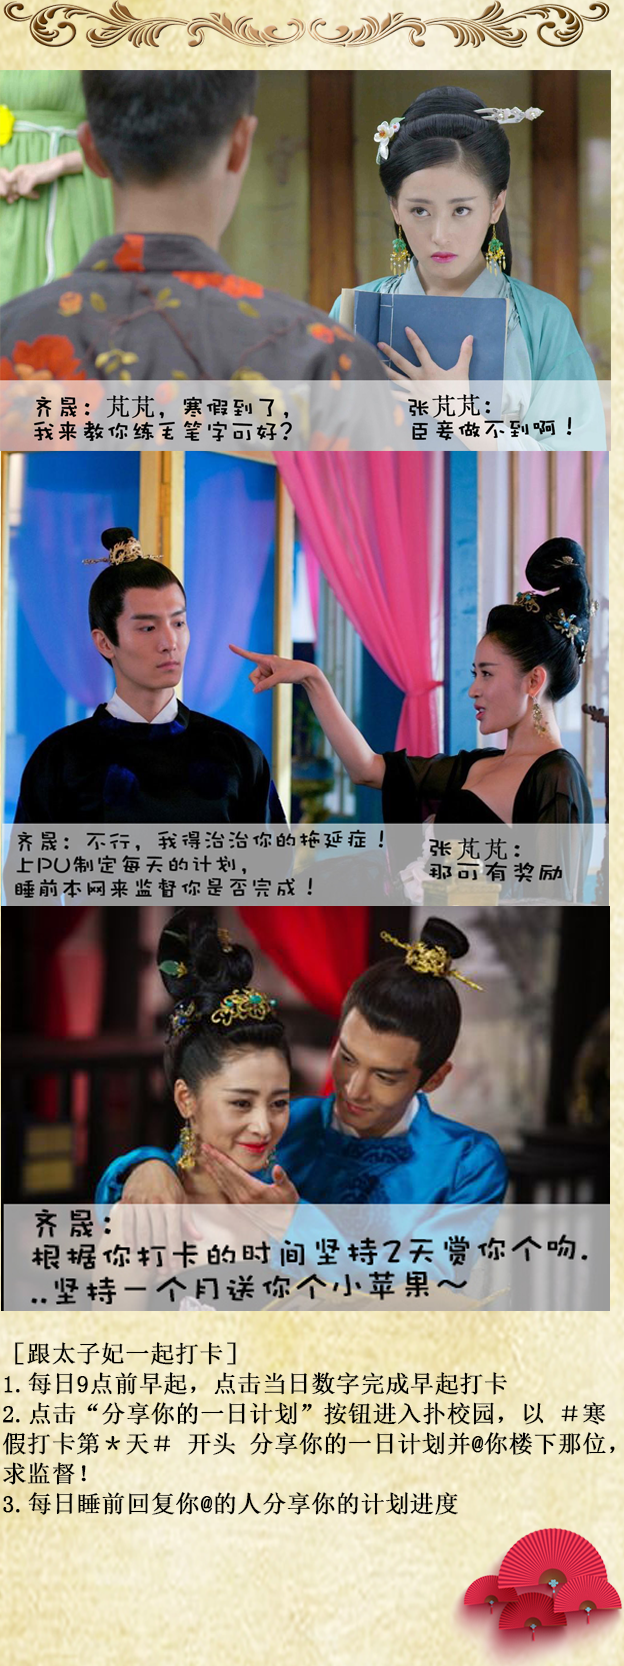 齐晟：芃芃，寒假到了，
我来教你练毛笔字可好？
张芃芃：
臣妾做不到啊！
齐晟：不行，我得治治你的拖延症！
上PU制定每天的计划，
睡前本网来监督你是否完成！
张芃芃：
那可有奖励
齐晟：
根据你打卡的时间坚持2天赏你个吻.
..坚持一个月送你个小苹果～
［跟太子妃一起打卡］
1.每日9点前早起，点击当日数字完成早起打卡
2.点击“分享你的一日计划”按钮进入扑校园，以 ＃寒
假打卡第＊天＃ 开头 分享你的一日计划并@你楼下那位，
求监督！
3.每日睡前回复你@的人分享你的计划进度